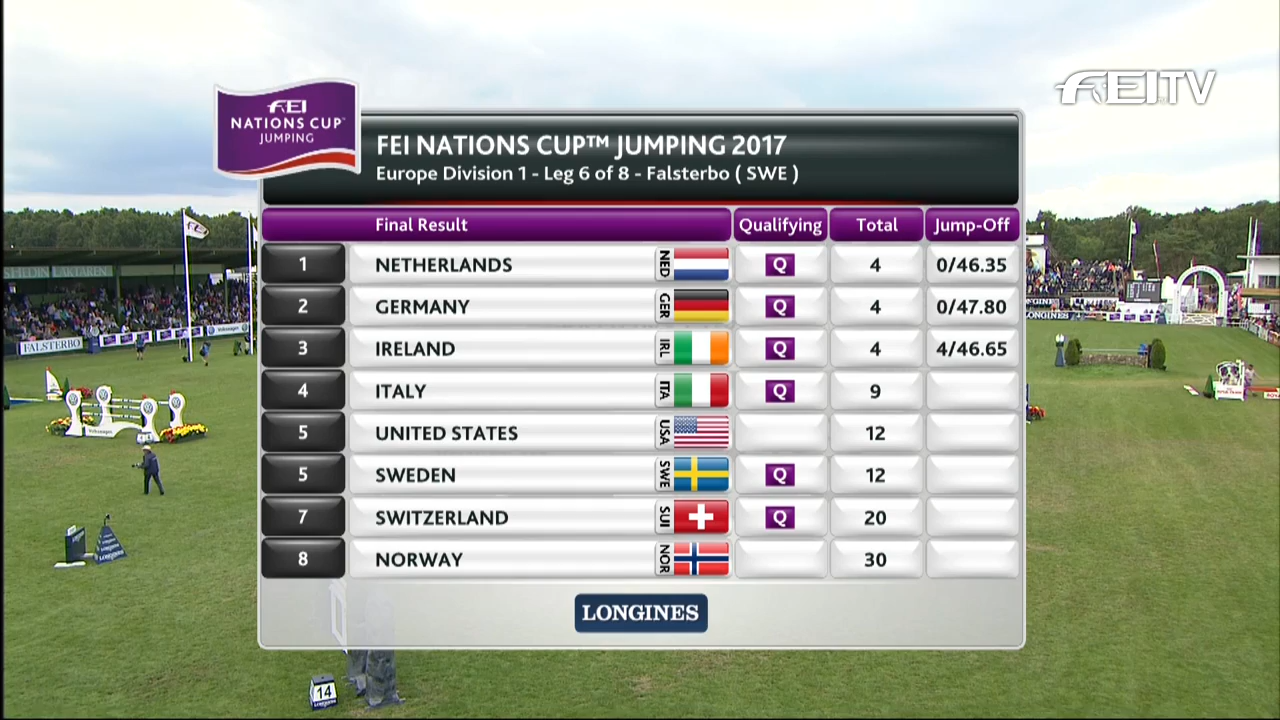 FEITV
FEI
NATIONS CUP™
JUMPING
FEI NATIONS CUP™ JUMPING 2017
Europe Division 1 - Leg 6 of 8 - Falsterbo ( SWE )
Final Result Qualifying Total Jump-Off
1 NETHERLANDS NED Q 4 0/46.35
2 GERMANY GER Q 4 0/47.80
3 IRELAND IRL Q 4 4/46.65
4 ITALY ITA Q 9
5 UNITED STATES USA 12
5 SWEDEN SWE Q 12
7 SWITZERLAND SUI Q 20
8 NORWAY NOR 30
LONGINES
FALSTERBO
Volkswagen
LONGINES
14